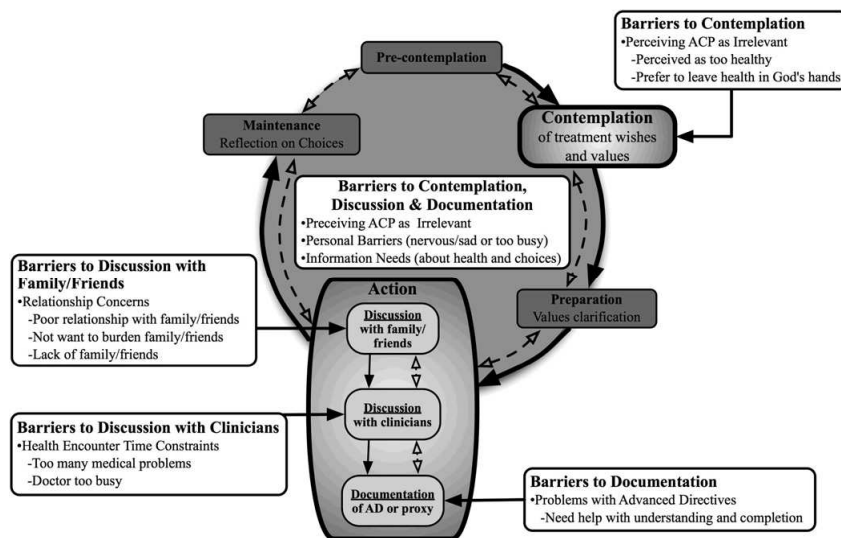 Barriers to Contemplation
•Perceiving ACP as Irrelevant
-Perceived as too healthy
-Prefer to leave health in God's hands
Pre-contemplation
Contemplation
of treatment wishes
and values
Maintenance
Reflection on Choices
Barriers to Contemplation,
Discussion & Documentation
•Preceiving ACP as Irrelevant
•Personal Barriers (nervous/sad or too busy)
•Information Needs (about health and choices)
Barriers to Discussion with
Family/Friends
•Relationship Concerns
-Poor relationship with family/friends
-Not want to burden family/friends
-Lack of family/friends
Preparation
Values clarification
Action
Discussion
with family/
friends
Discussion
with clinicians
Documentation
of AD or proxy
Barriers to Discussion with Clinicians
•Health Encounter Time Constraints
-Too many medical problems
-Doctor too busy
Barriers to Documentation
•Problems with Advanced Directives
-Need help with understanding and completion